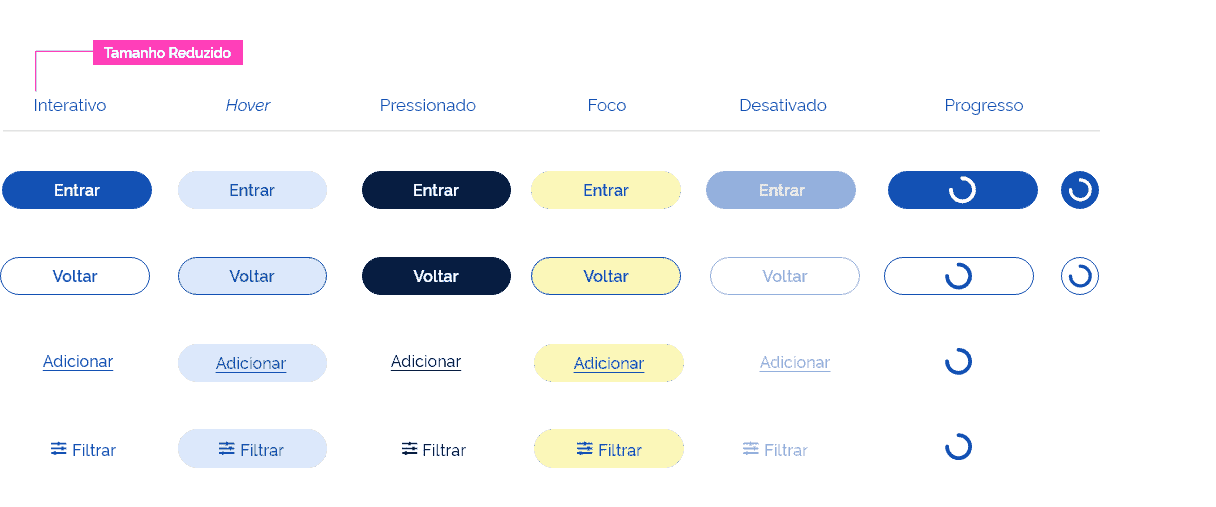 Tamanho Reduzido
Interativo Hover Pressionado Foco Desativado Progresso
Entrar Entrar Entrar Entrar Entrar
Voltar Voltar Voltar Voltar Voltar
Adicionar Adicionar Adicionar Adicionar Adicionar
Filtrar Filtrar Filtrar Filtrar Filtrar